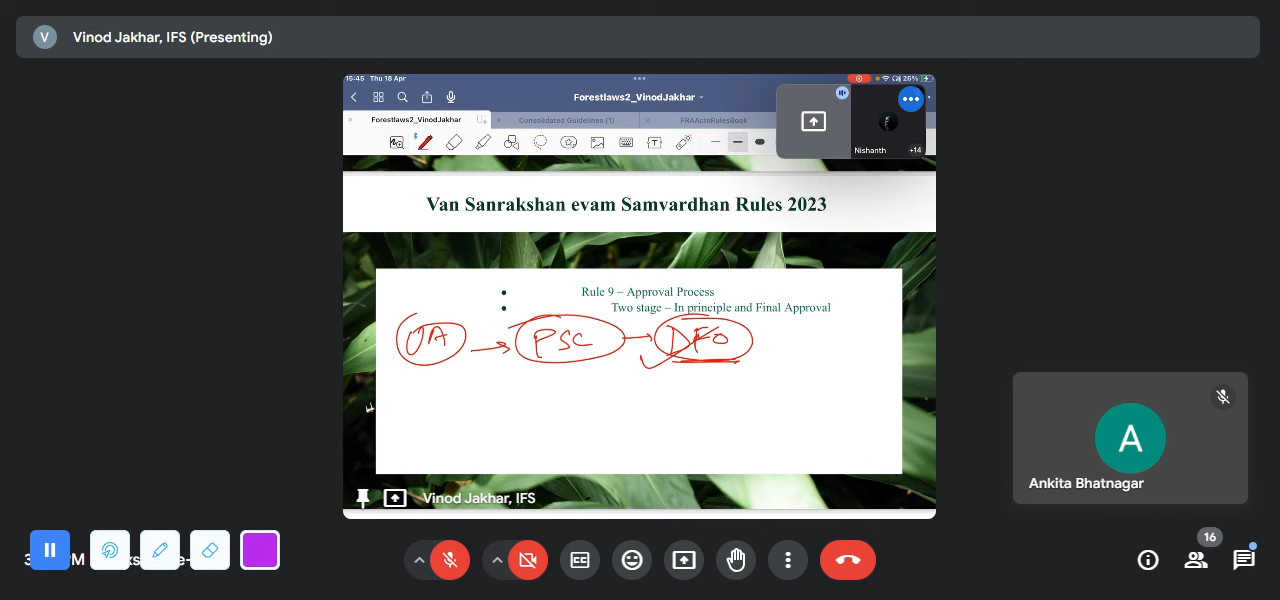 V Vinod Jakhar, IFS (Presenting)
15:45 Thu 18 Apr
26%
Forestlaws2_VinodJakhar
Forestlaws2_VinodJakhar
Consolidated Guidelines (1)
FRAActnRulesBook
Nishanth +14
Van Sanrakshan evam Samvardhan Rules 2023
• Rule 9 – Approval Process
• Two stage – In principle and Final Approval
UA → PSC → DFO
Vinod Jakhar, IFS
A
Ankita Bhatnagar
16